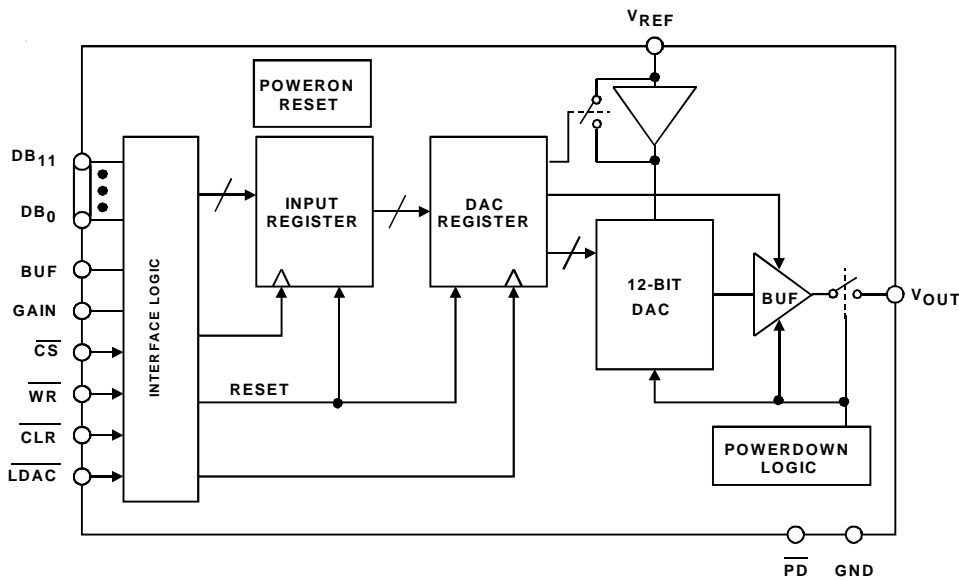 VREF
POWERON
RESET
DB11
DB0
BUF
GAIN
CS
WR
CLR
LDAC
INTERFACE LOGIC
INPUT
REGISTER
DAC
REGISTER
RESET
12-BIT
DAC
BUF
VOUT
POWERDOWN
LOGIC
PD
GND